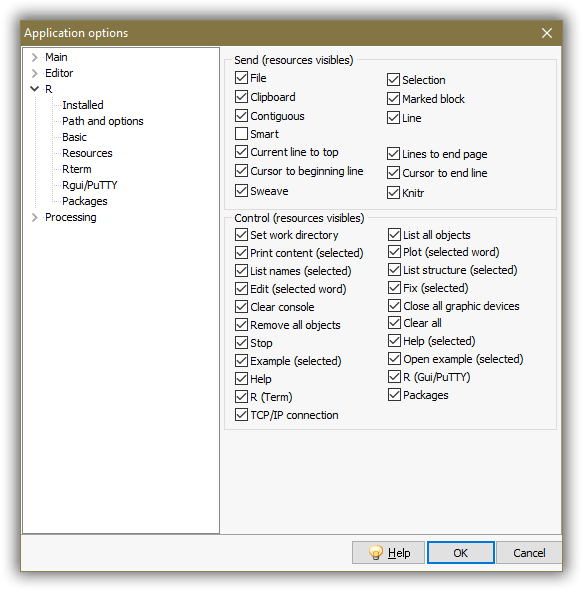 Application options
Main
Editor
R
Installed
Path and options
Basic
Resources
Rterm
Rgui/PuTTY
Packages
Processing
Send (resources visibles)
File
Selection
Clipboard
Marked block
Contiguous
Line
Smart
Current line to top
Lines to end page
Cursor to beginning line
Cursor to end line
Sweave
Knitr
Control (resources visibles)
Set work directory
List all objects
Print content (selected)
Plot (selected word)
List names (selected)
List structure (selected)
Edit (selected word)
Fix (selected)
Clear console
Close all graphic devices
Remove all objects
Clear all
Stop
Help (selected)
Example (selected)
Open example (selected)
Help
R (Gui/PuTTY)
R (Term)
Packages
TCP/IP connection
Help
OK
Cancel